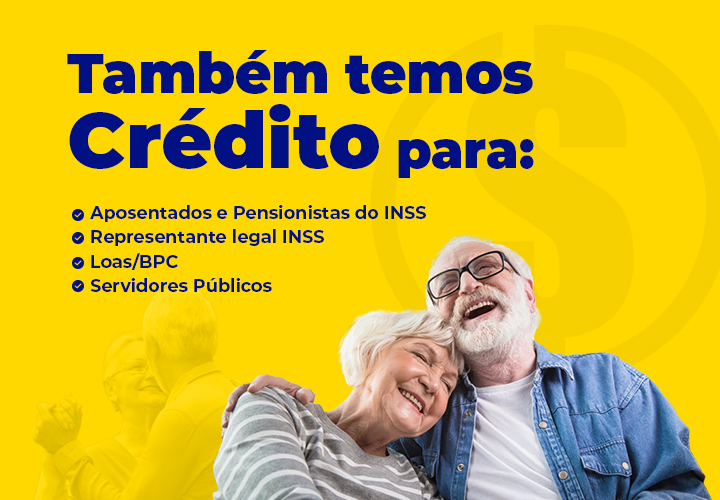 Também temos
Crédito para:
Aposentados e Pensionistas do INSS
Representante legal INSS
Loas/BPC
Servidores Públicos